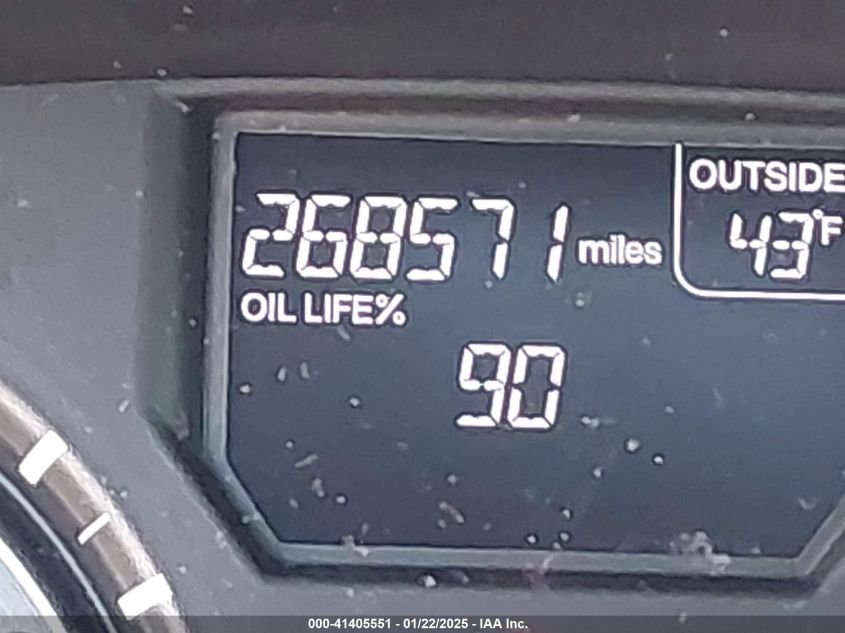 268571 miles
OUTSIDE
43°F
OIL LIFE%
90
000-41405551 - 01/22/2025 - IAA Inc.